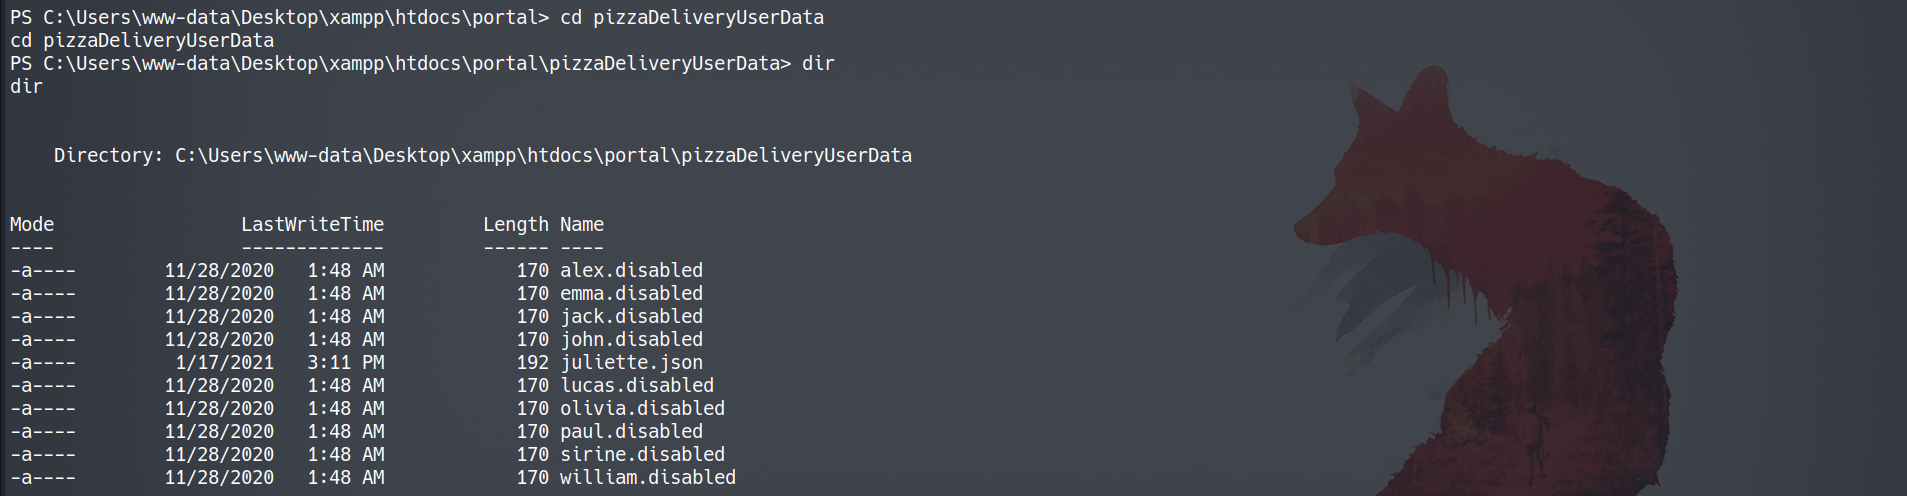 PS C:\Users\www-data\Desktop\xampp\htdocs\portal> cd pizzaDeliveryUserData
cd pizzaDeliveryUserData
PS C:\Users\www-data\Desktop\xampp\htdocs\portal\pizzaDeliveryUserData> dir
dir
    Directory: C:\Users\www-data\Desktop\xampp\htdocs\portal\pizzaDeliveryUserData
Mode                 LastWriteTime         Length Name
----                 -------------         ------ ----
-a----        11/28/2020   1:48 AM            170 alex.disabled
-a----        11/28/2020   1:48 AM            170 emma.disabled
-a----        11/28/2020   1:48 AM            170 jack.disabled
-a----        11/28/2020   1:48 AM            170 john.disabled
-a----         1/17/2021   3:11 PM            192 juliette.json
-a----        11/28/2020   1:48 AM            170 lucas.disabled
-a----        11/28/2020   1:48 AM            170 olivia.disabled
-a----        11/28/2020   1:48 AM            170 paul.disabled
-a----        11/28/2020   1:48 AM            170 sirine.disabled
-a----        11/28/2020   1:48 AM            170 william.disabled